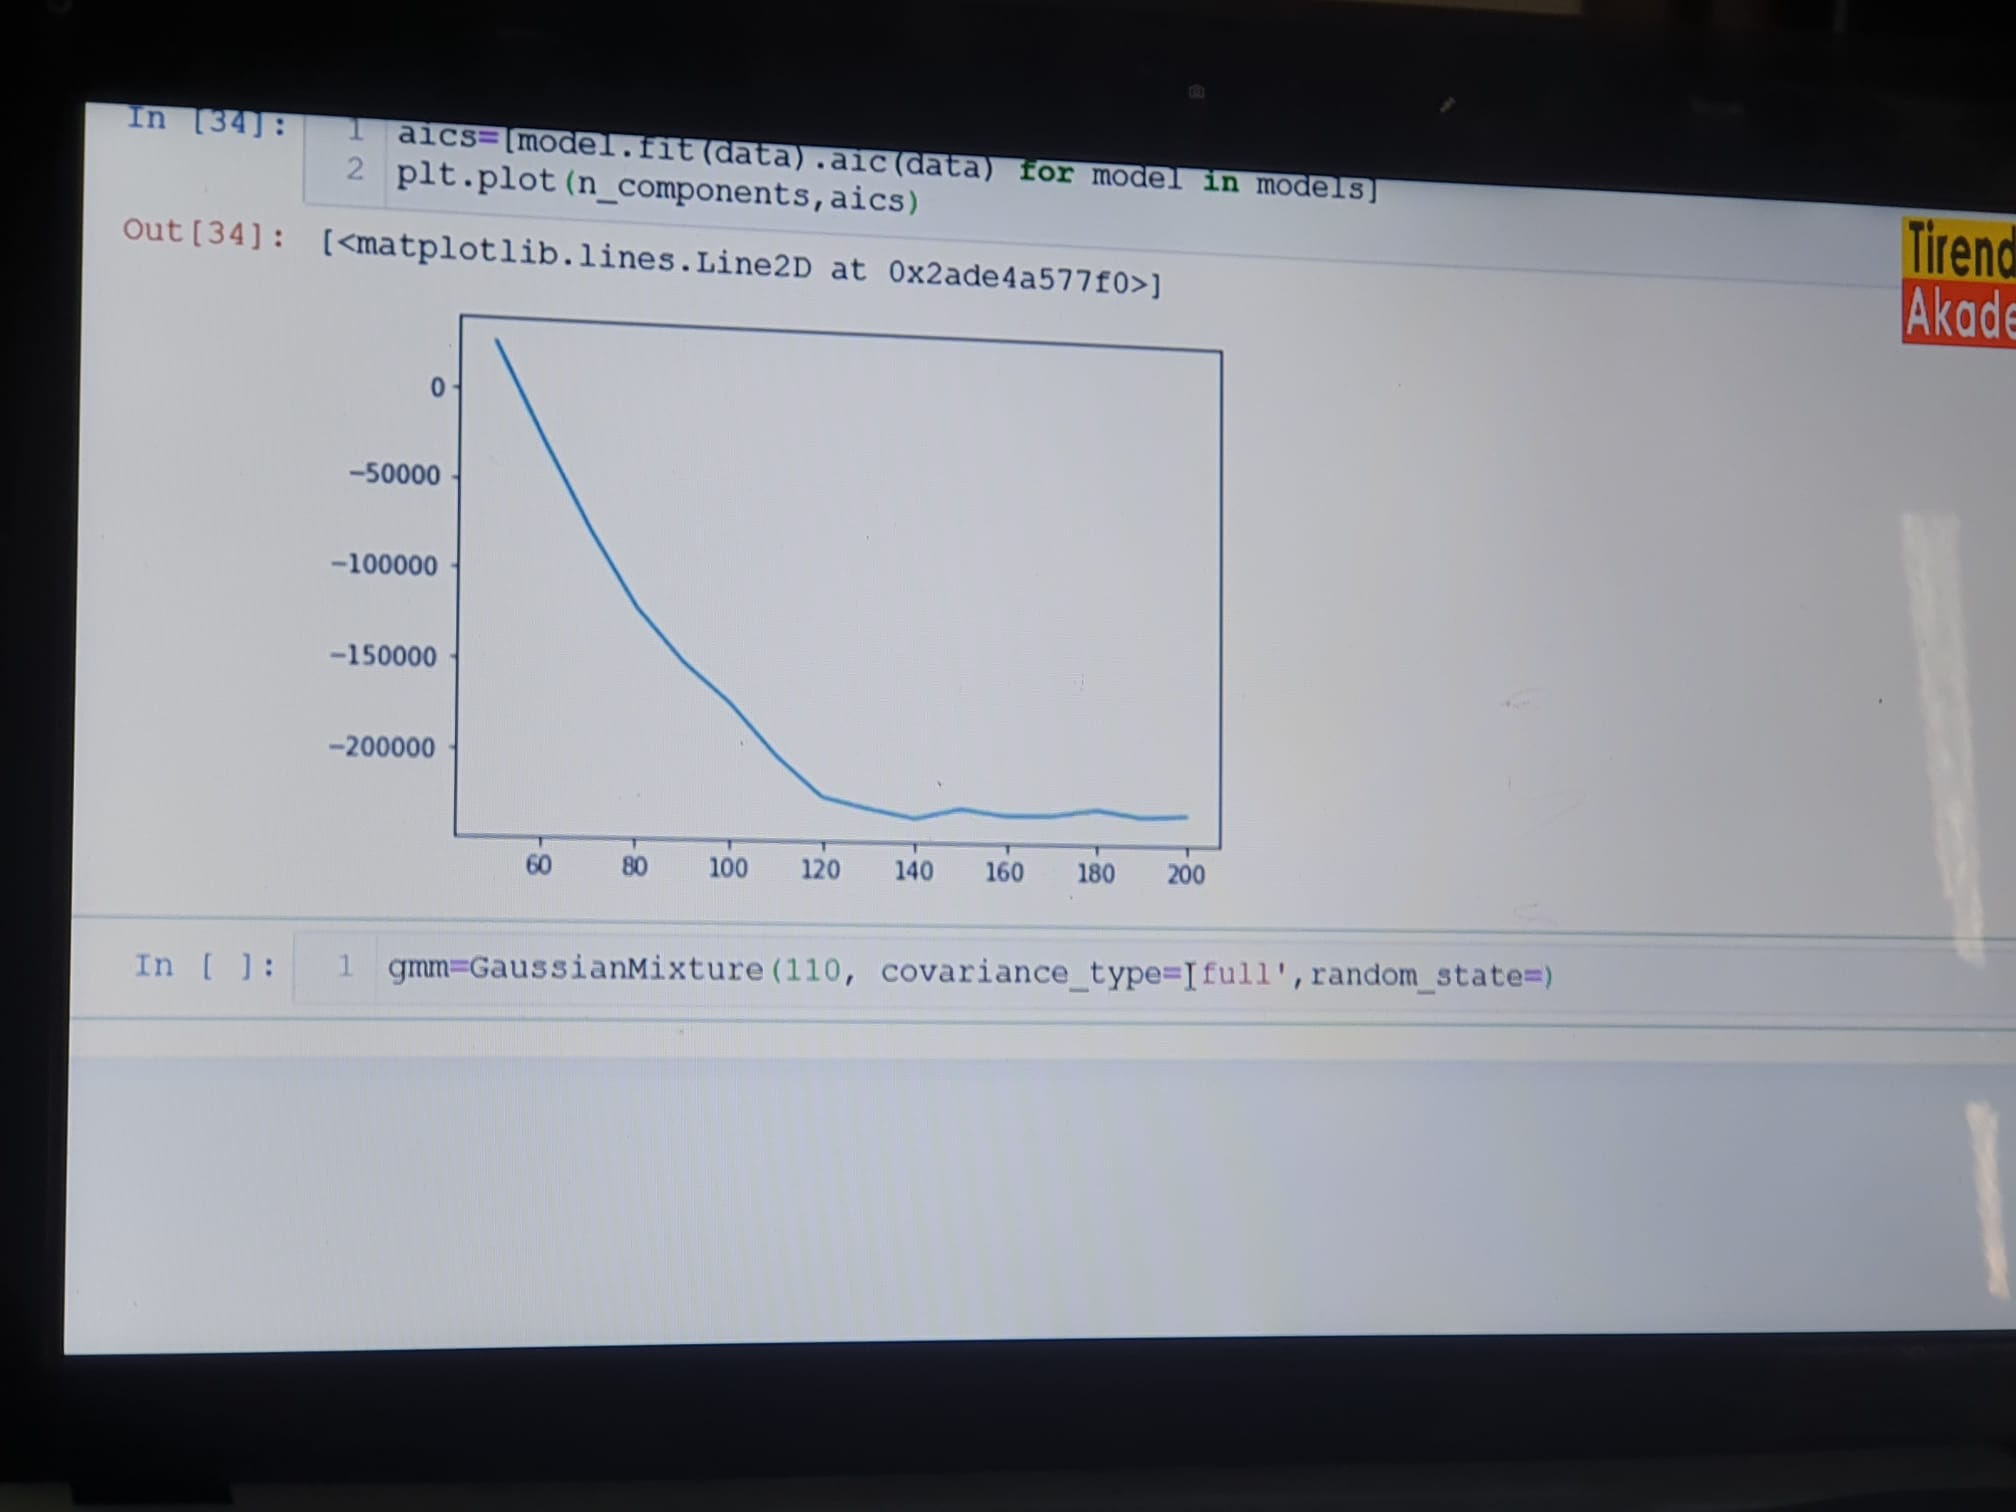 In [34]:
1 aics=[model.fit(data).aic(data) for model in models]
2 plt.plot(n_components,aics)
Out[34]: [<matplotlib.lines.Line2D at 0x2ade4a577f0>]
Tirend
Akade
0
−50000
−100000
−150000
−200000
60 80 100 120 140 160 180 200
In [ ]:
1 gmm=GaussianMixture(110, covariance_type='full',random_state=)